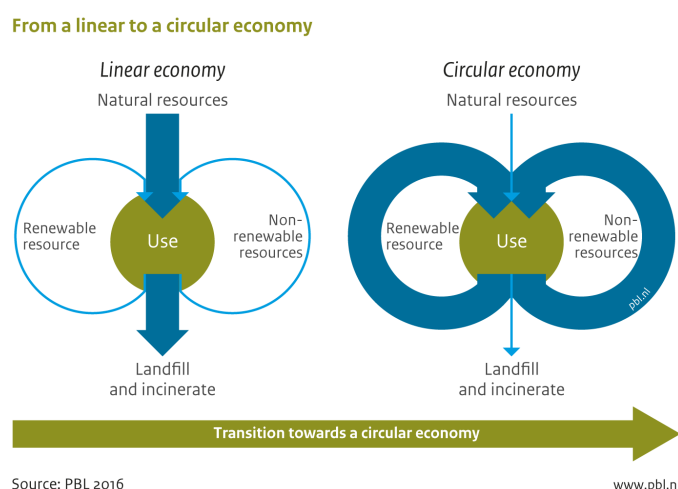 From a linear to a circular economy
Linear economy
Natural resources
Renewable
resource
Use
Non-
renewable
resources
Landfill
and incinerate
Circular economy
Natural resources
Renewable
resource
Use
Non-
renewable
resources
pbl.nl
Landfill
and incinerate
Transition towards a circular economy
Source: PBL 2016
www.pbl.n